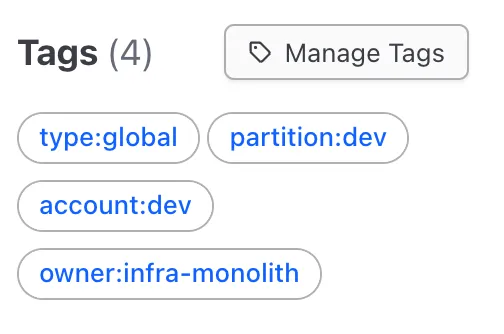 Tags (4) Manage Tags
type:global partition:dev
account:dev
owner:infra-monolith